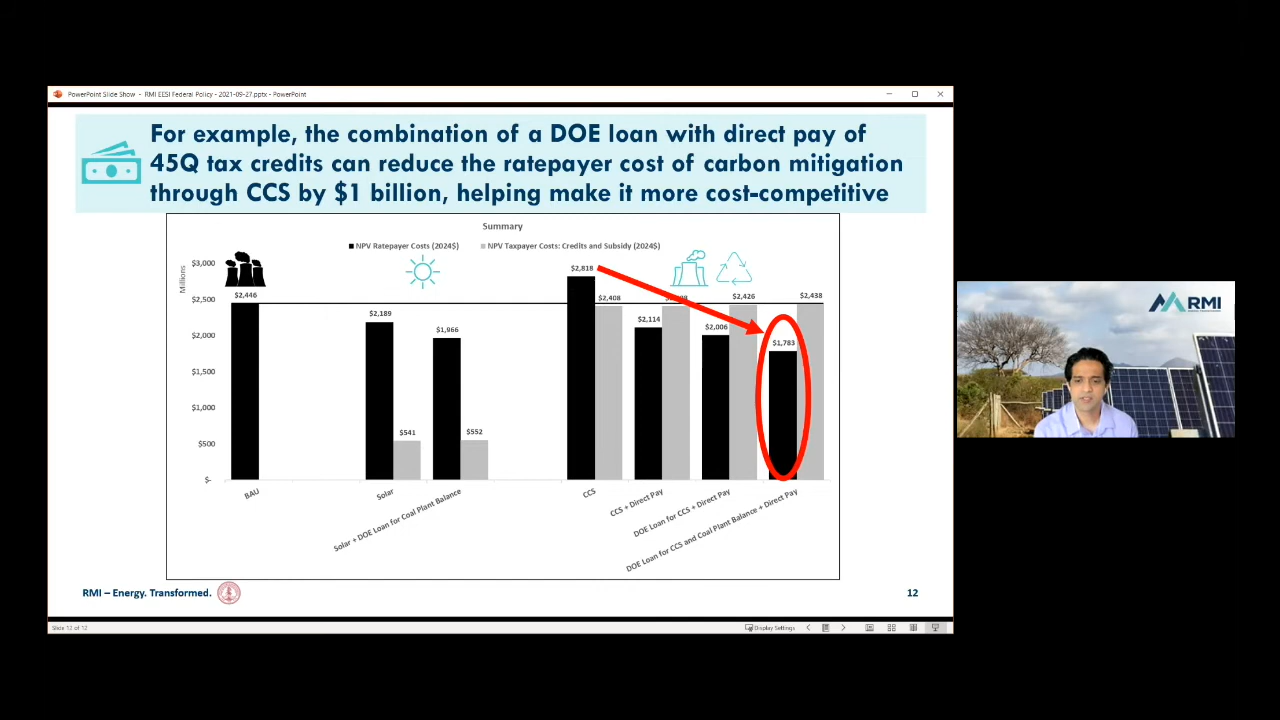 PowerPoint Slide Show - RMI EESI Federal Policy - 2021-09-27.pptx - PowerPoint
For example, the combination of a DOE loan with direct pay of
45Q tax credits can reduce the ratepayer cost of carbon mitigation
through CCS by $1 billion, helping make it more cost-competitive
Summary
NPV Ratepayer Costs (2024$)
NPV Taxpayer Costs: Credits and Subsidy (2024$)
Millions
$3,000
$2,500
$2,000
$1,500
$1,000
$500
$-
$2,446
$2,189
$541
$1,966
$552
$2,818
$2,408
$2,114
$2,006
$2,426
$1,783
$2,438
BAU
Solar
Solar + DOE Loan for Coal Plant Balance
CCS
CCS + Direct Pay
DOE Loan for CCS + Direct Pay
DOE Loan for CCS and Coal Plant Balance + Direct Pay
RMI – Energy. Transformed.
12
Slide 12 of 12
Display Settings
RMI